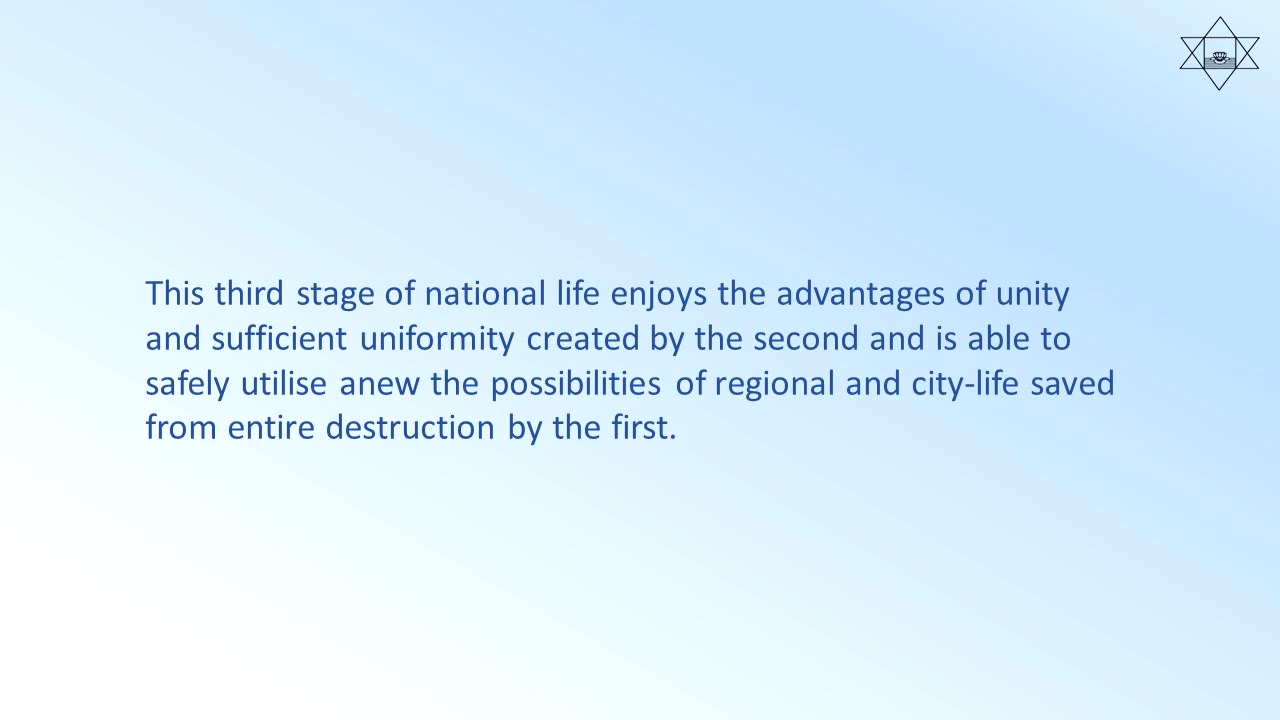 This third stage of national life enjoys the advantages of unity
and sufficient uniformity created by the second and is able to
safely utilise anew the possibilities of regional and city-life saved
from entire destruction by the first.